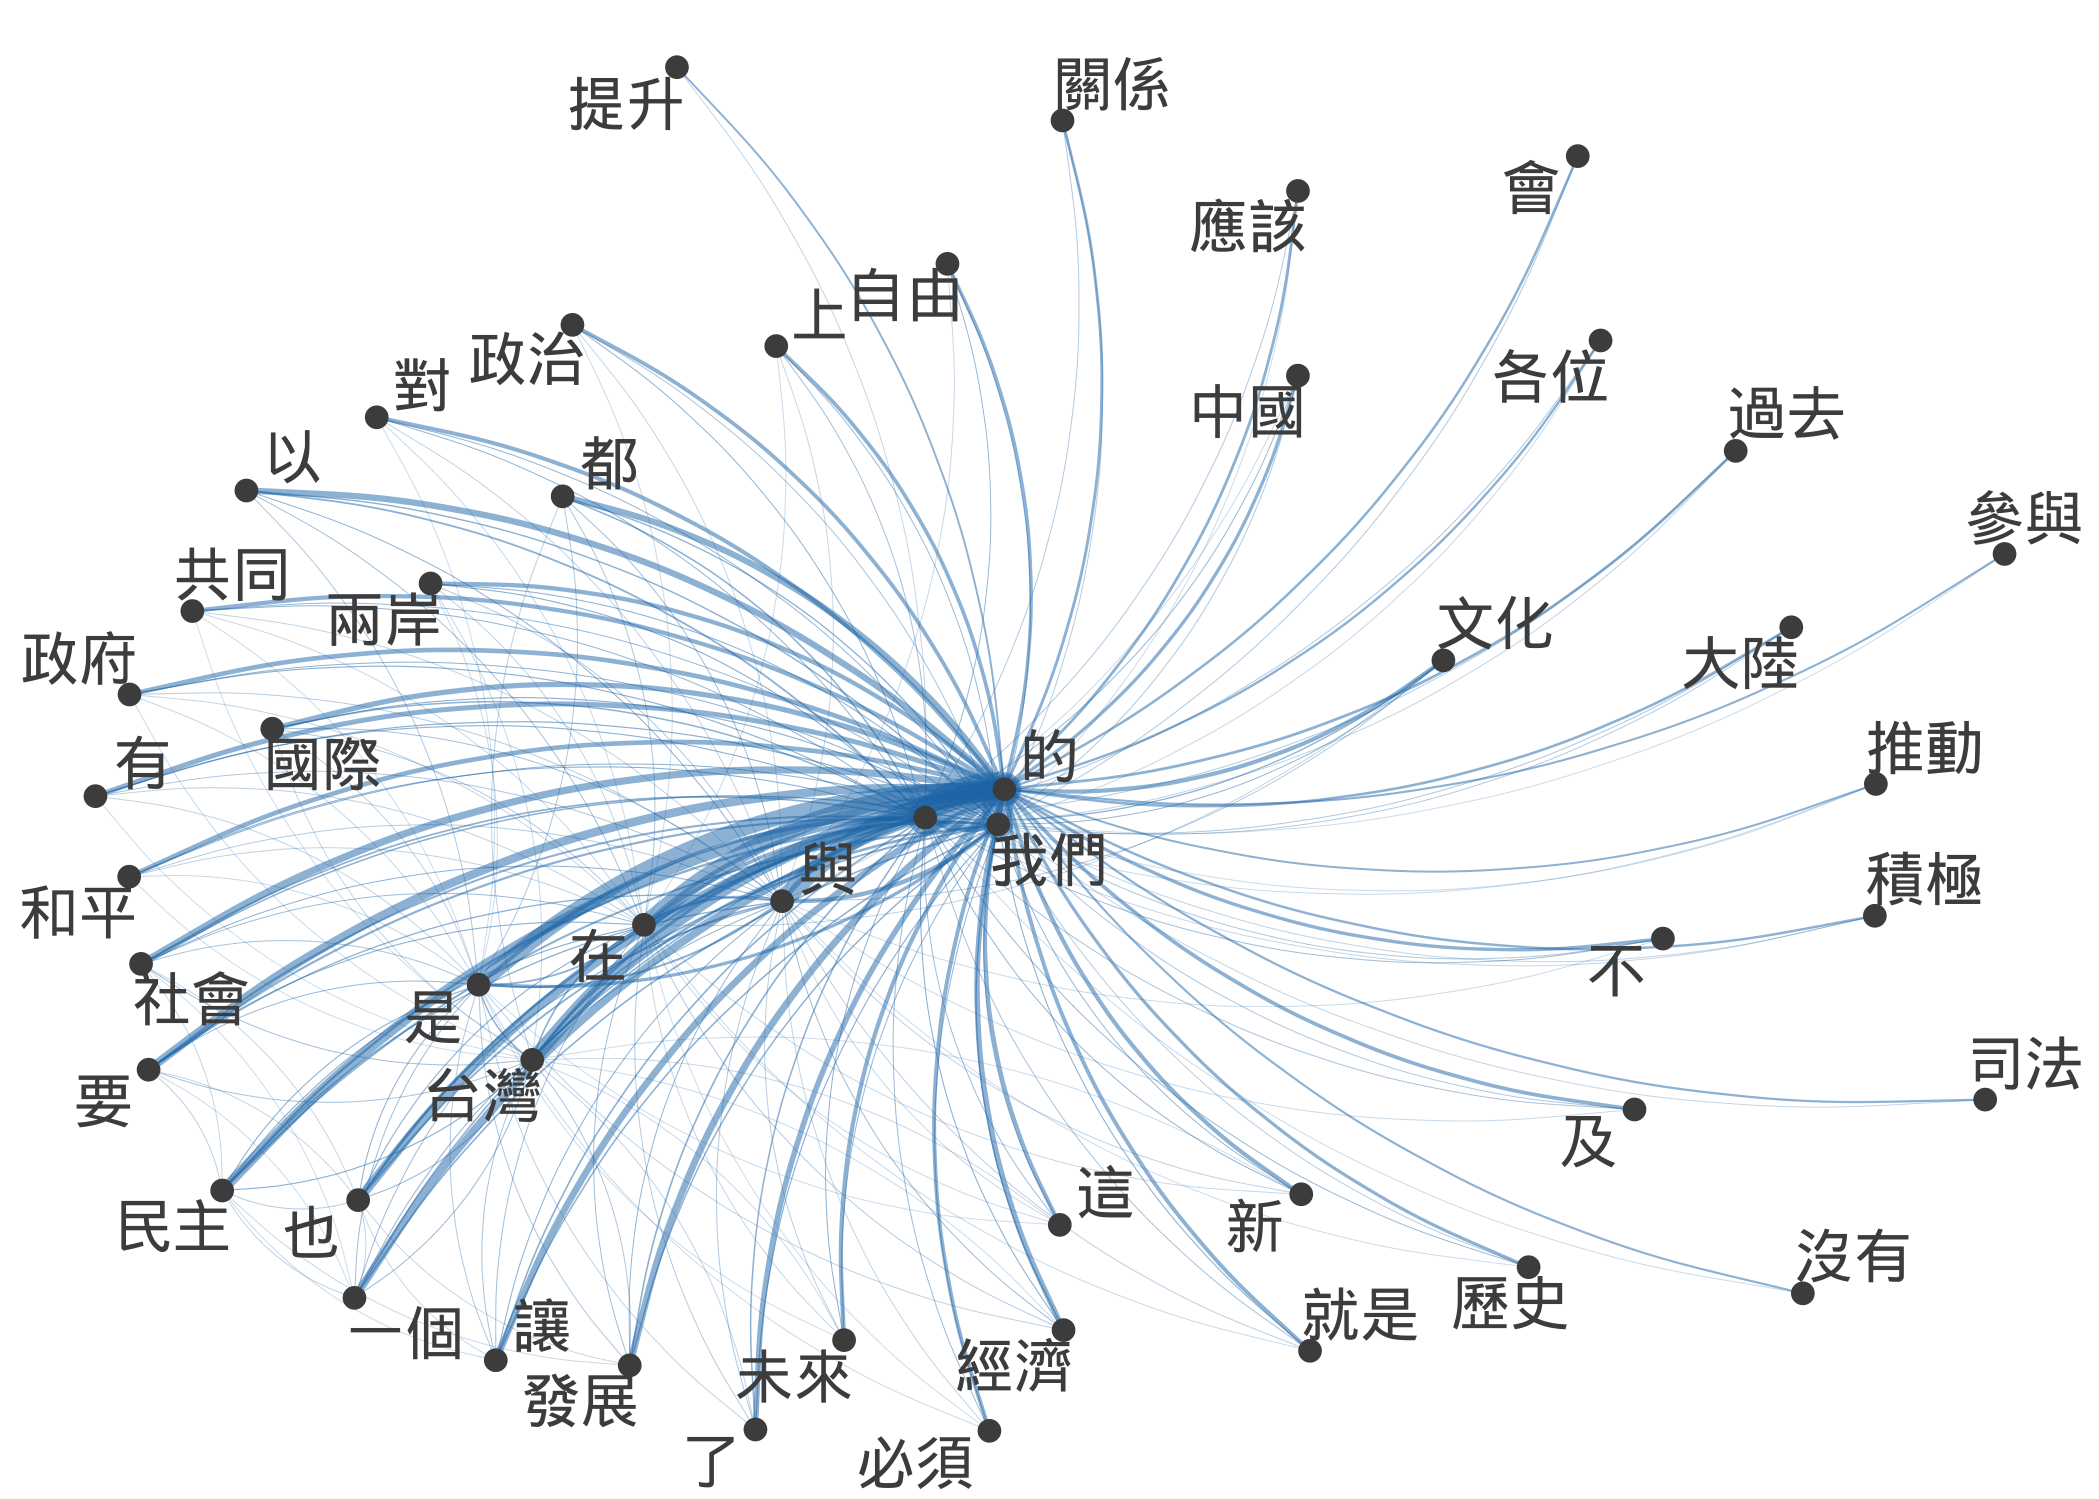 提升
關係
會
應該
自由
上
政治
各位
對
中國
過去
以
都
參與
共同
兩岸
文化
政府
大陸
有
國際
的
推動
與
我們
積極
和平
在
不
社會
是
要
台灣
司法
及
民主
也
這
新
一個
讓
就是
歷史
沒有
發展
未來
經濟
了
必須